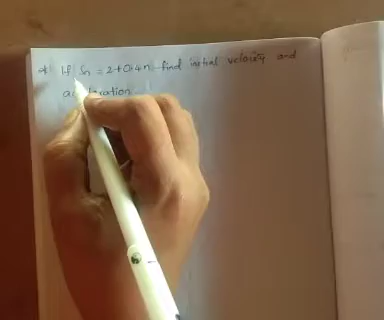 * If Sn = 2+0.4n find initial velocity and
acceleration